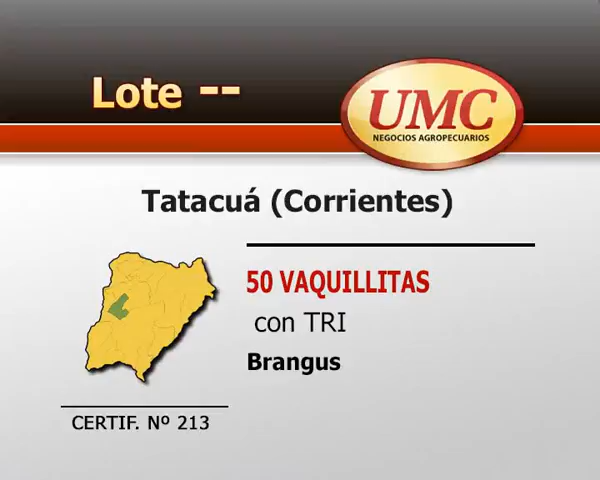 Lote --
UMC
NEGOCIOS AGROPECUARIOS
Tatacuá (Corrientes)
50 VAQUILLITAS
con TRI
Brangus
CERTIF. Nº 213